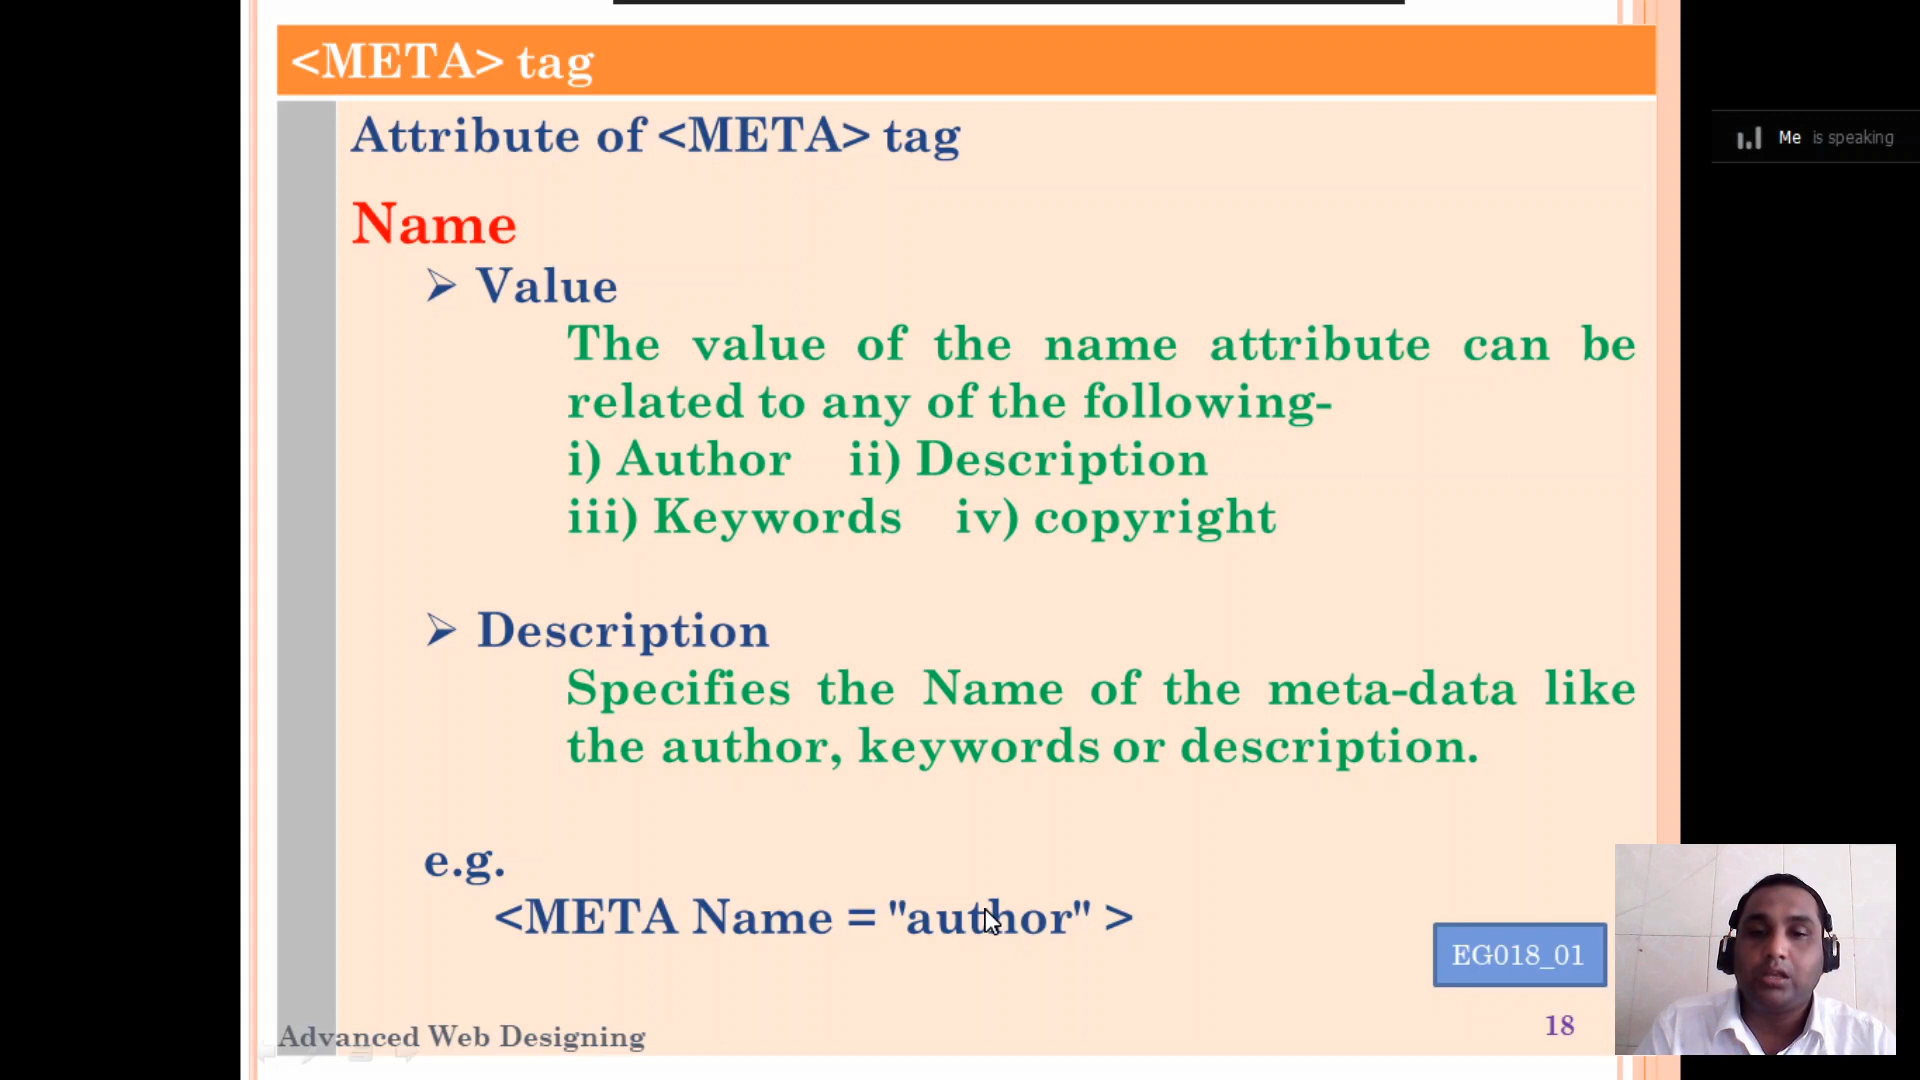 <META> tag
Attribute of <META> tag
Me is speaking
Name
➢ Value
The value of the name attribute can be
related to any of the following-
i) Author ii) Description
iii) Keywords iv) copyright
➢ Description
Specifies the Name of the meta-data like
the author, keywords or description.
e.g.
<META Name = "author" >
EG018_01
18
Advanced Web Designing